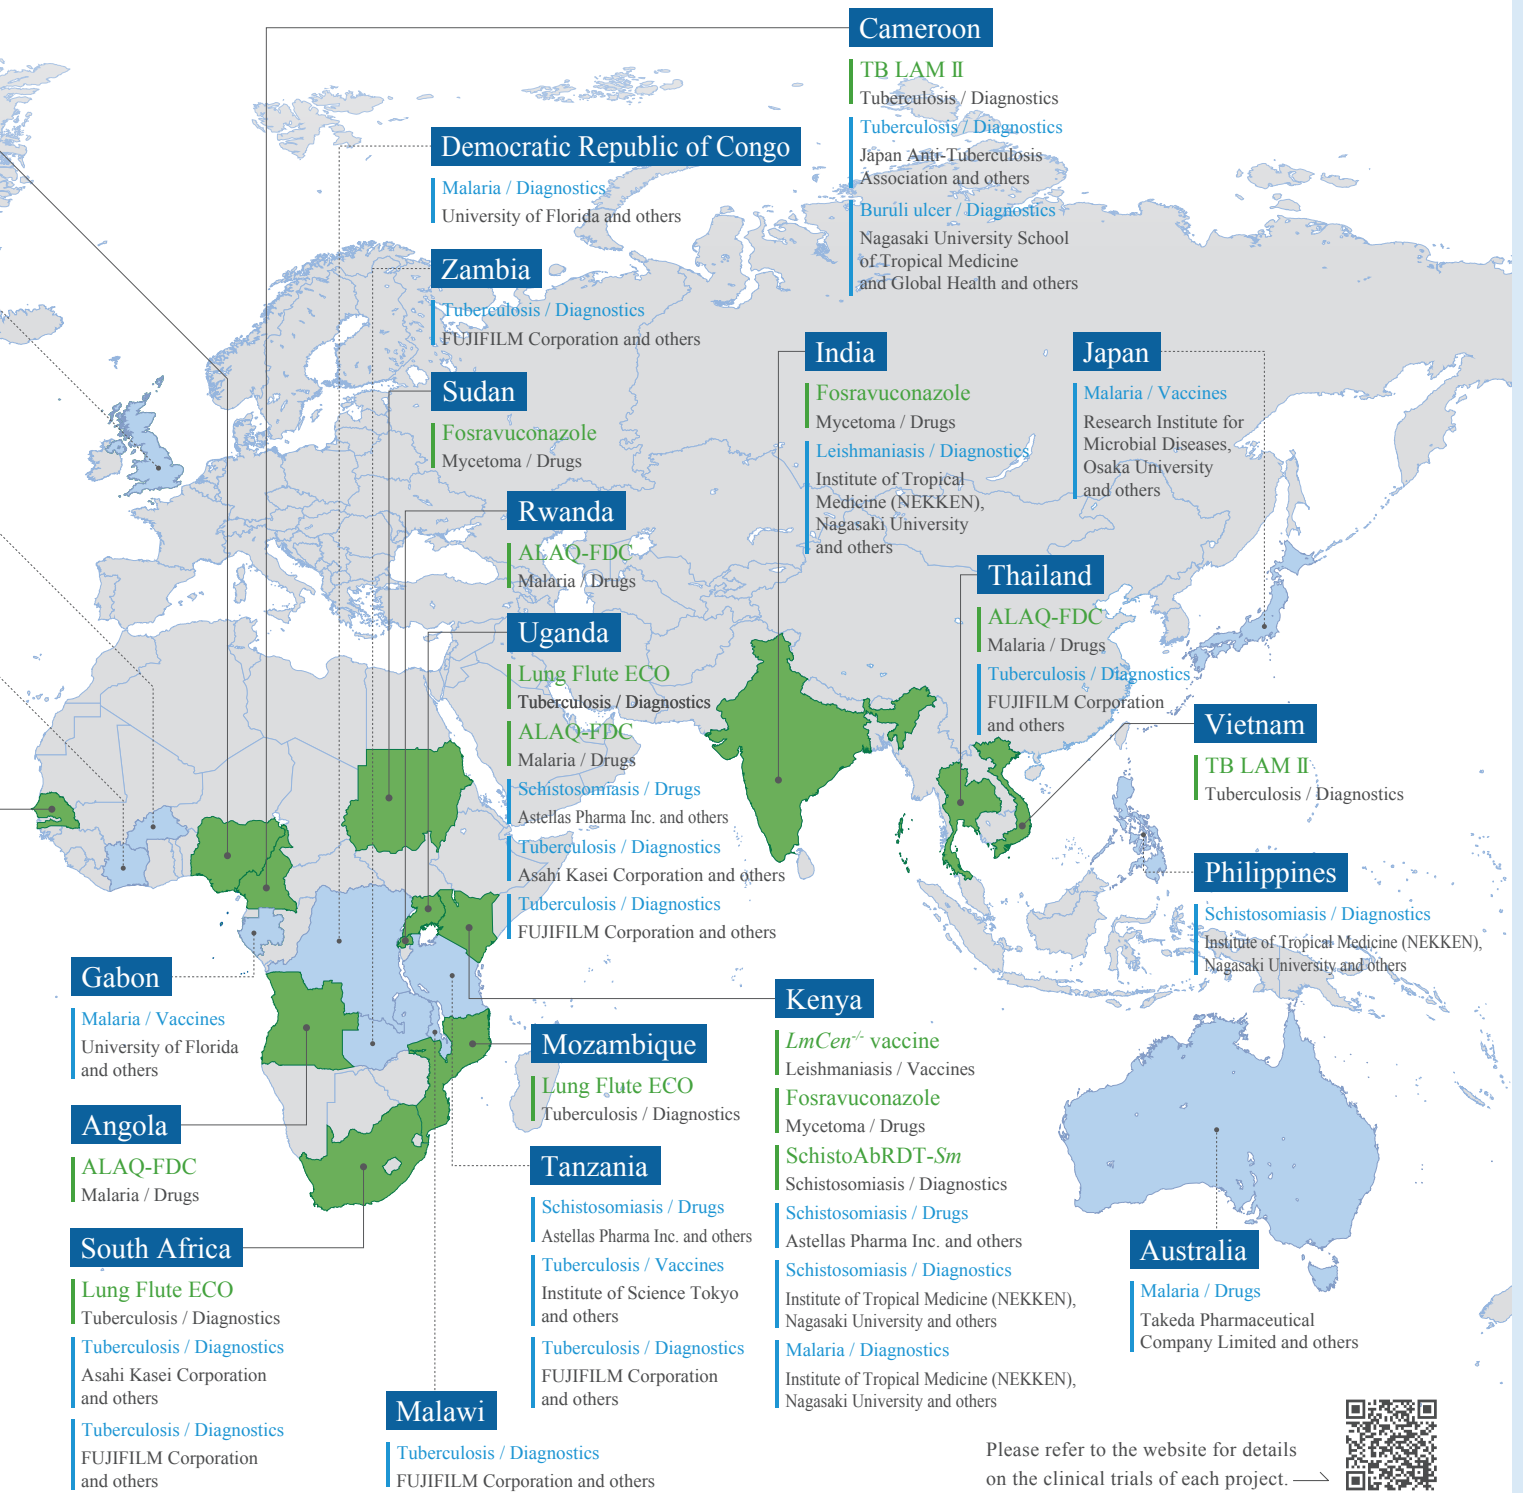 Cameroon
TB LAM II
Tuberculosis / Diagnostics
Tuberculosis / Diagnostics
Japan Anti-Tuberculosis
Association and others
Buruli ulcer / Diagnostics
Nagasaki University School
of Tropical Medicine
and Global Health and others
Democratic Republic of Congo
Malaria / Diagnostics
University of Florida and others
Zambia
Tuberculosis / Diagnostics
FUJIFILM Corporation and others
Sudan
Fosravuconazole
Mycetoma / Drugs
India
Fosravuconazole
Mycetoma / Drugs
Leishmaniasis / Diagnostics
Institute of Tropical
Medicine (NEKKEN),
Nagasaki University
and others
Japan
Malaria / Vaccines
Research Institute for
Microbial Diseases,
Osaka University
and others
Rwanda
ALAQ-FDC
Malaria / Drugs
Uganda
Lung Flute ECO
Tuberculosis / Diagnostics
ALAQ-FDC
Malaria / Drugs
Schistosomiasis / Drugs
Astellas Pharma Inc. and others
Tuberculosis / Diagnostics
Asahi Kasei Corporation and others
Tuberculosis / Diagnostics
FUJIFILM Corporation and others
Thailand
ALAQ-FDC
Malaria / Drugs
Tuberculosis / Diagnostics
FUJIFILM Corporation
and others
Vietnam
TB LAM II
Tuberculosis / Diagnostics
Philippines
Schistosomiasis / Diagnostics
Institute of Tropical Medicine (NEKKEN),
Nagasaki University and others
Gabon
Malaria / Vaccines
University of Florida
and others
Angola
ALAQ-FDC
Malaria / Drugs
South Africa
Lung Flute ECO
Tuberculosis / Diagnostics
Tuberculosis / Diagnostics
Asahi Kasei Corporation
and others
Tuberculosis / Diagnostics
FUJIFILM Corporation
and others
Mozambique
Lung Flute ECO
Tuberculosis / Diagnostics
Tanzania
Schistosomiasis / Drugs
Astellas Pharma Inc. and others
Tuberculosis / Vaccines
Institute of Science Tokyo
and others
Tuberculosis / Diagnostics
FUJIFILM Corporation
and others
Malawi
Tuberculosis / Diagnostics
FUJIFILM Corporation and others
Kenya
LmCen-/- vaccine
Leishmaniasis / Vaccines
Fosravuconazole
Mycetoma / Drugs
SchistoAbRDT-Sm
Schistosomiasis / Diagnostics
Schistosomiasis / Drugs
Astellas Pharma Inc. and others
Schistosomiasis / Diagnostics
Institute of Tropical Medicine (NEKKEN),
Nagasaki University and others
Malaria / Diagnostics
Institute of Tropical Medicine (NEKKEN),
Nagasaki University and others
Australia
Malaria / Drugs
Takeda Pharmaceutical
Company Limited and others
Please refer to the website for details
on the clinical trials of each project.